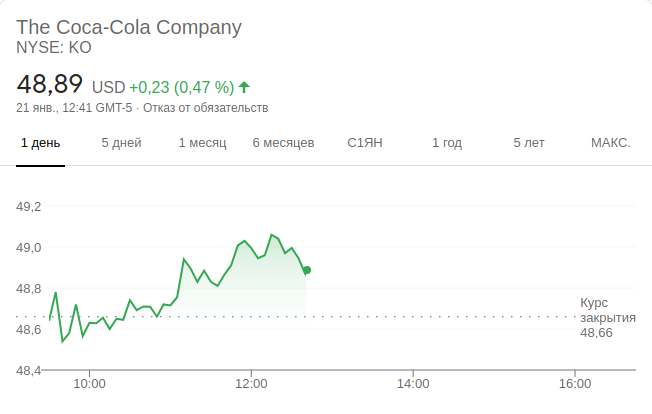 The Coca-Cola Company
NYSE: KO
48,89 USD +0,23 (0,47 %)
21 янв., 12:41 GMT-5 · Отказ от обязательств
1 день 5 дней 1 месяц 6 месяцев С1ЯН 1 год 5 лет МАКС.
49,2
49,0
48,8
48,6
48,4
Курс
закрытия
48,66
10:00 12:00 14:00 16:00